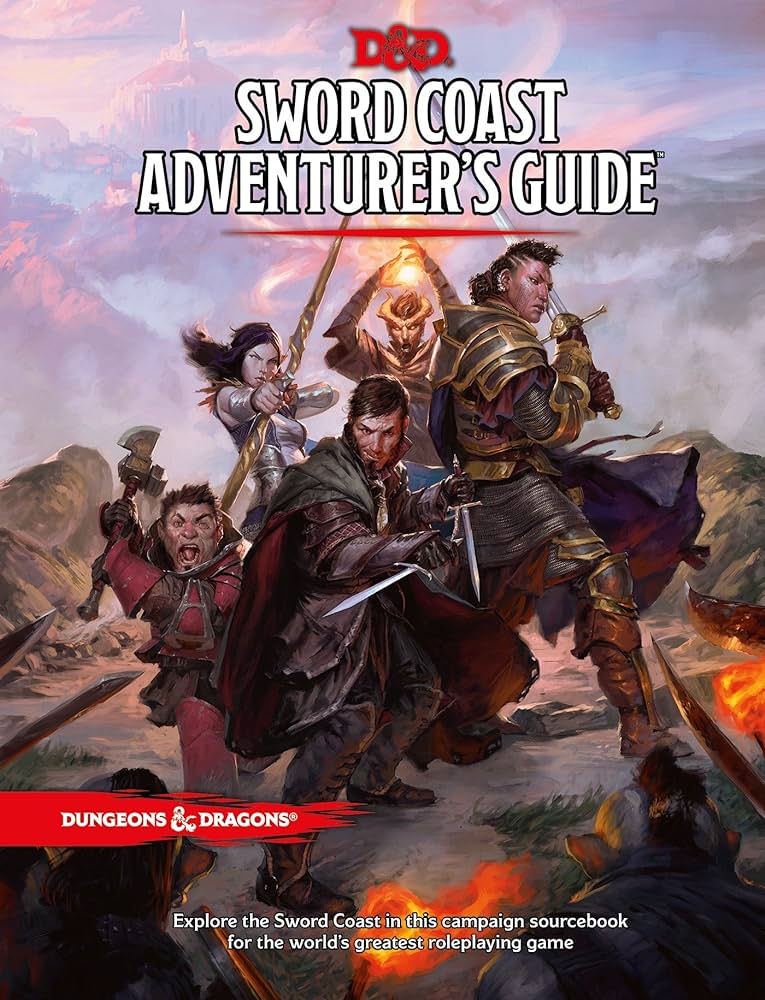 D&D®
SWORD COAST
ADVENTURER'S GUIDE™
DUNGEONS & DRAGONS®
Explore the Sword Coast in this campaign sourcebook
for the world's greatest roleplaying game